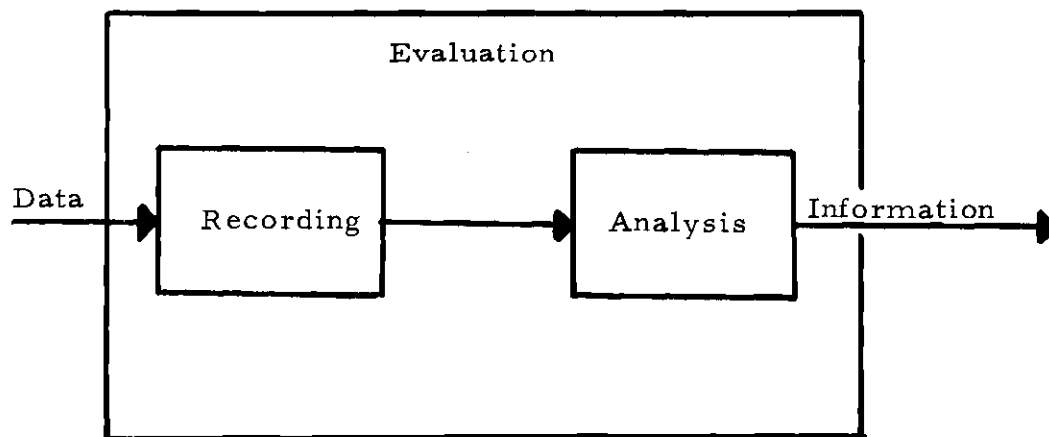 Evaluation
Data
Recording
Analysis
Information